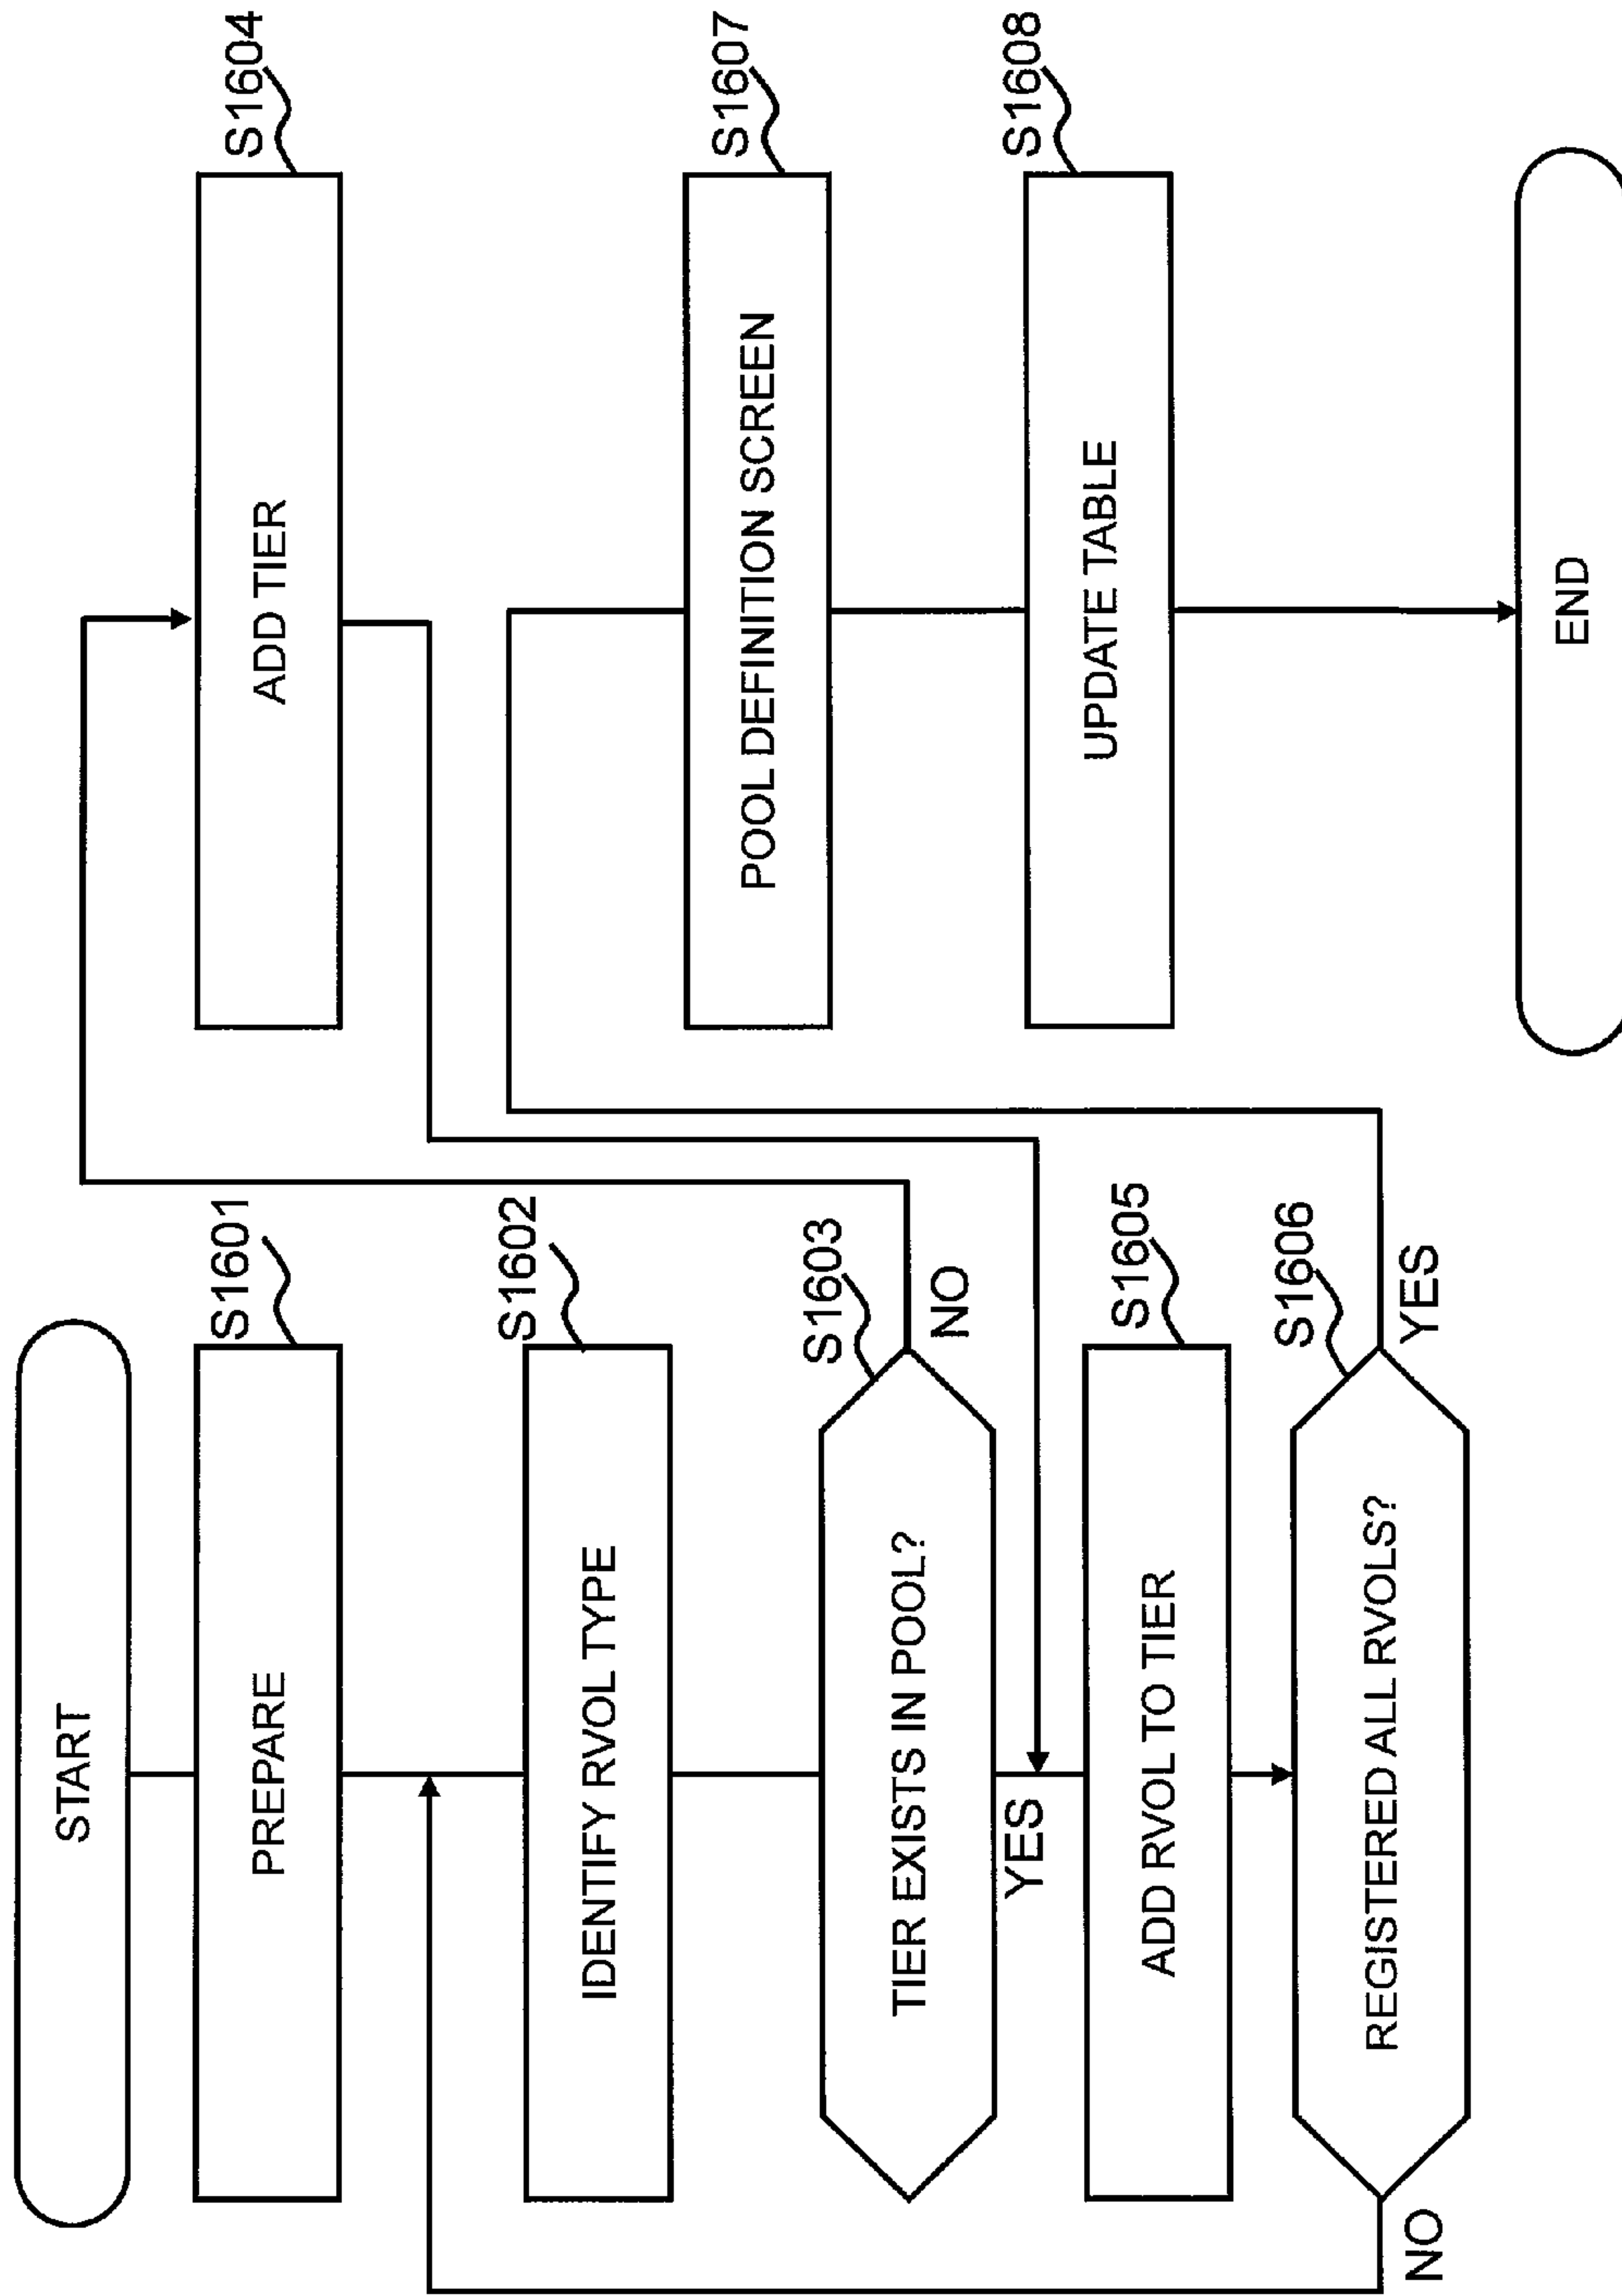 START
PREPARE
S1601
IDENTIFY RVOL TYPE
S1602
TIER EXISTS IN POOL?
S1603
NO
YES
ADD TIER
S1604
ADD RVOL TO TIER
S1605
REGISTERED ALL RVOLS?
S1606
NO
YES
POOL DEFINITION SCREEN
S1607
UPDATE TABLE
S1608
END